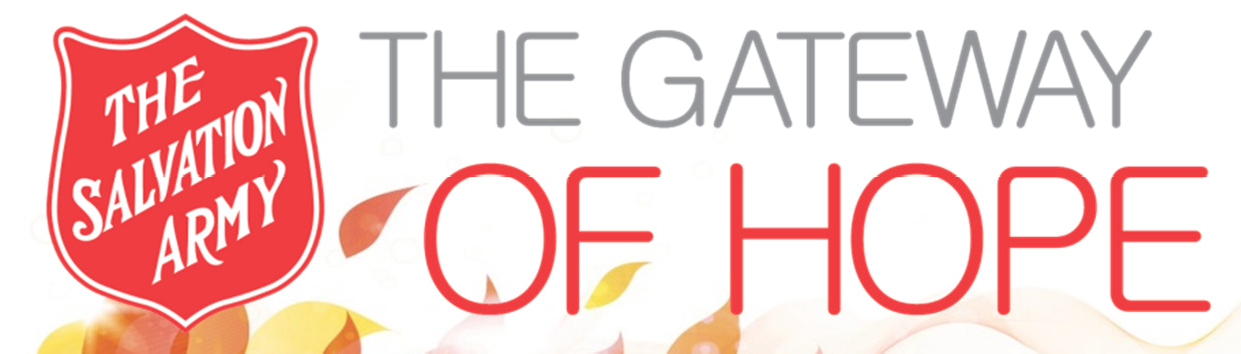 THE
SALVATION
ARMY
THE GATEWAY
OF HOPE